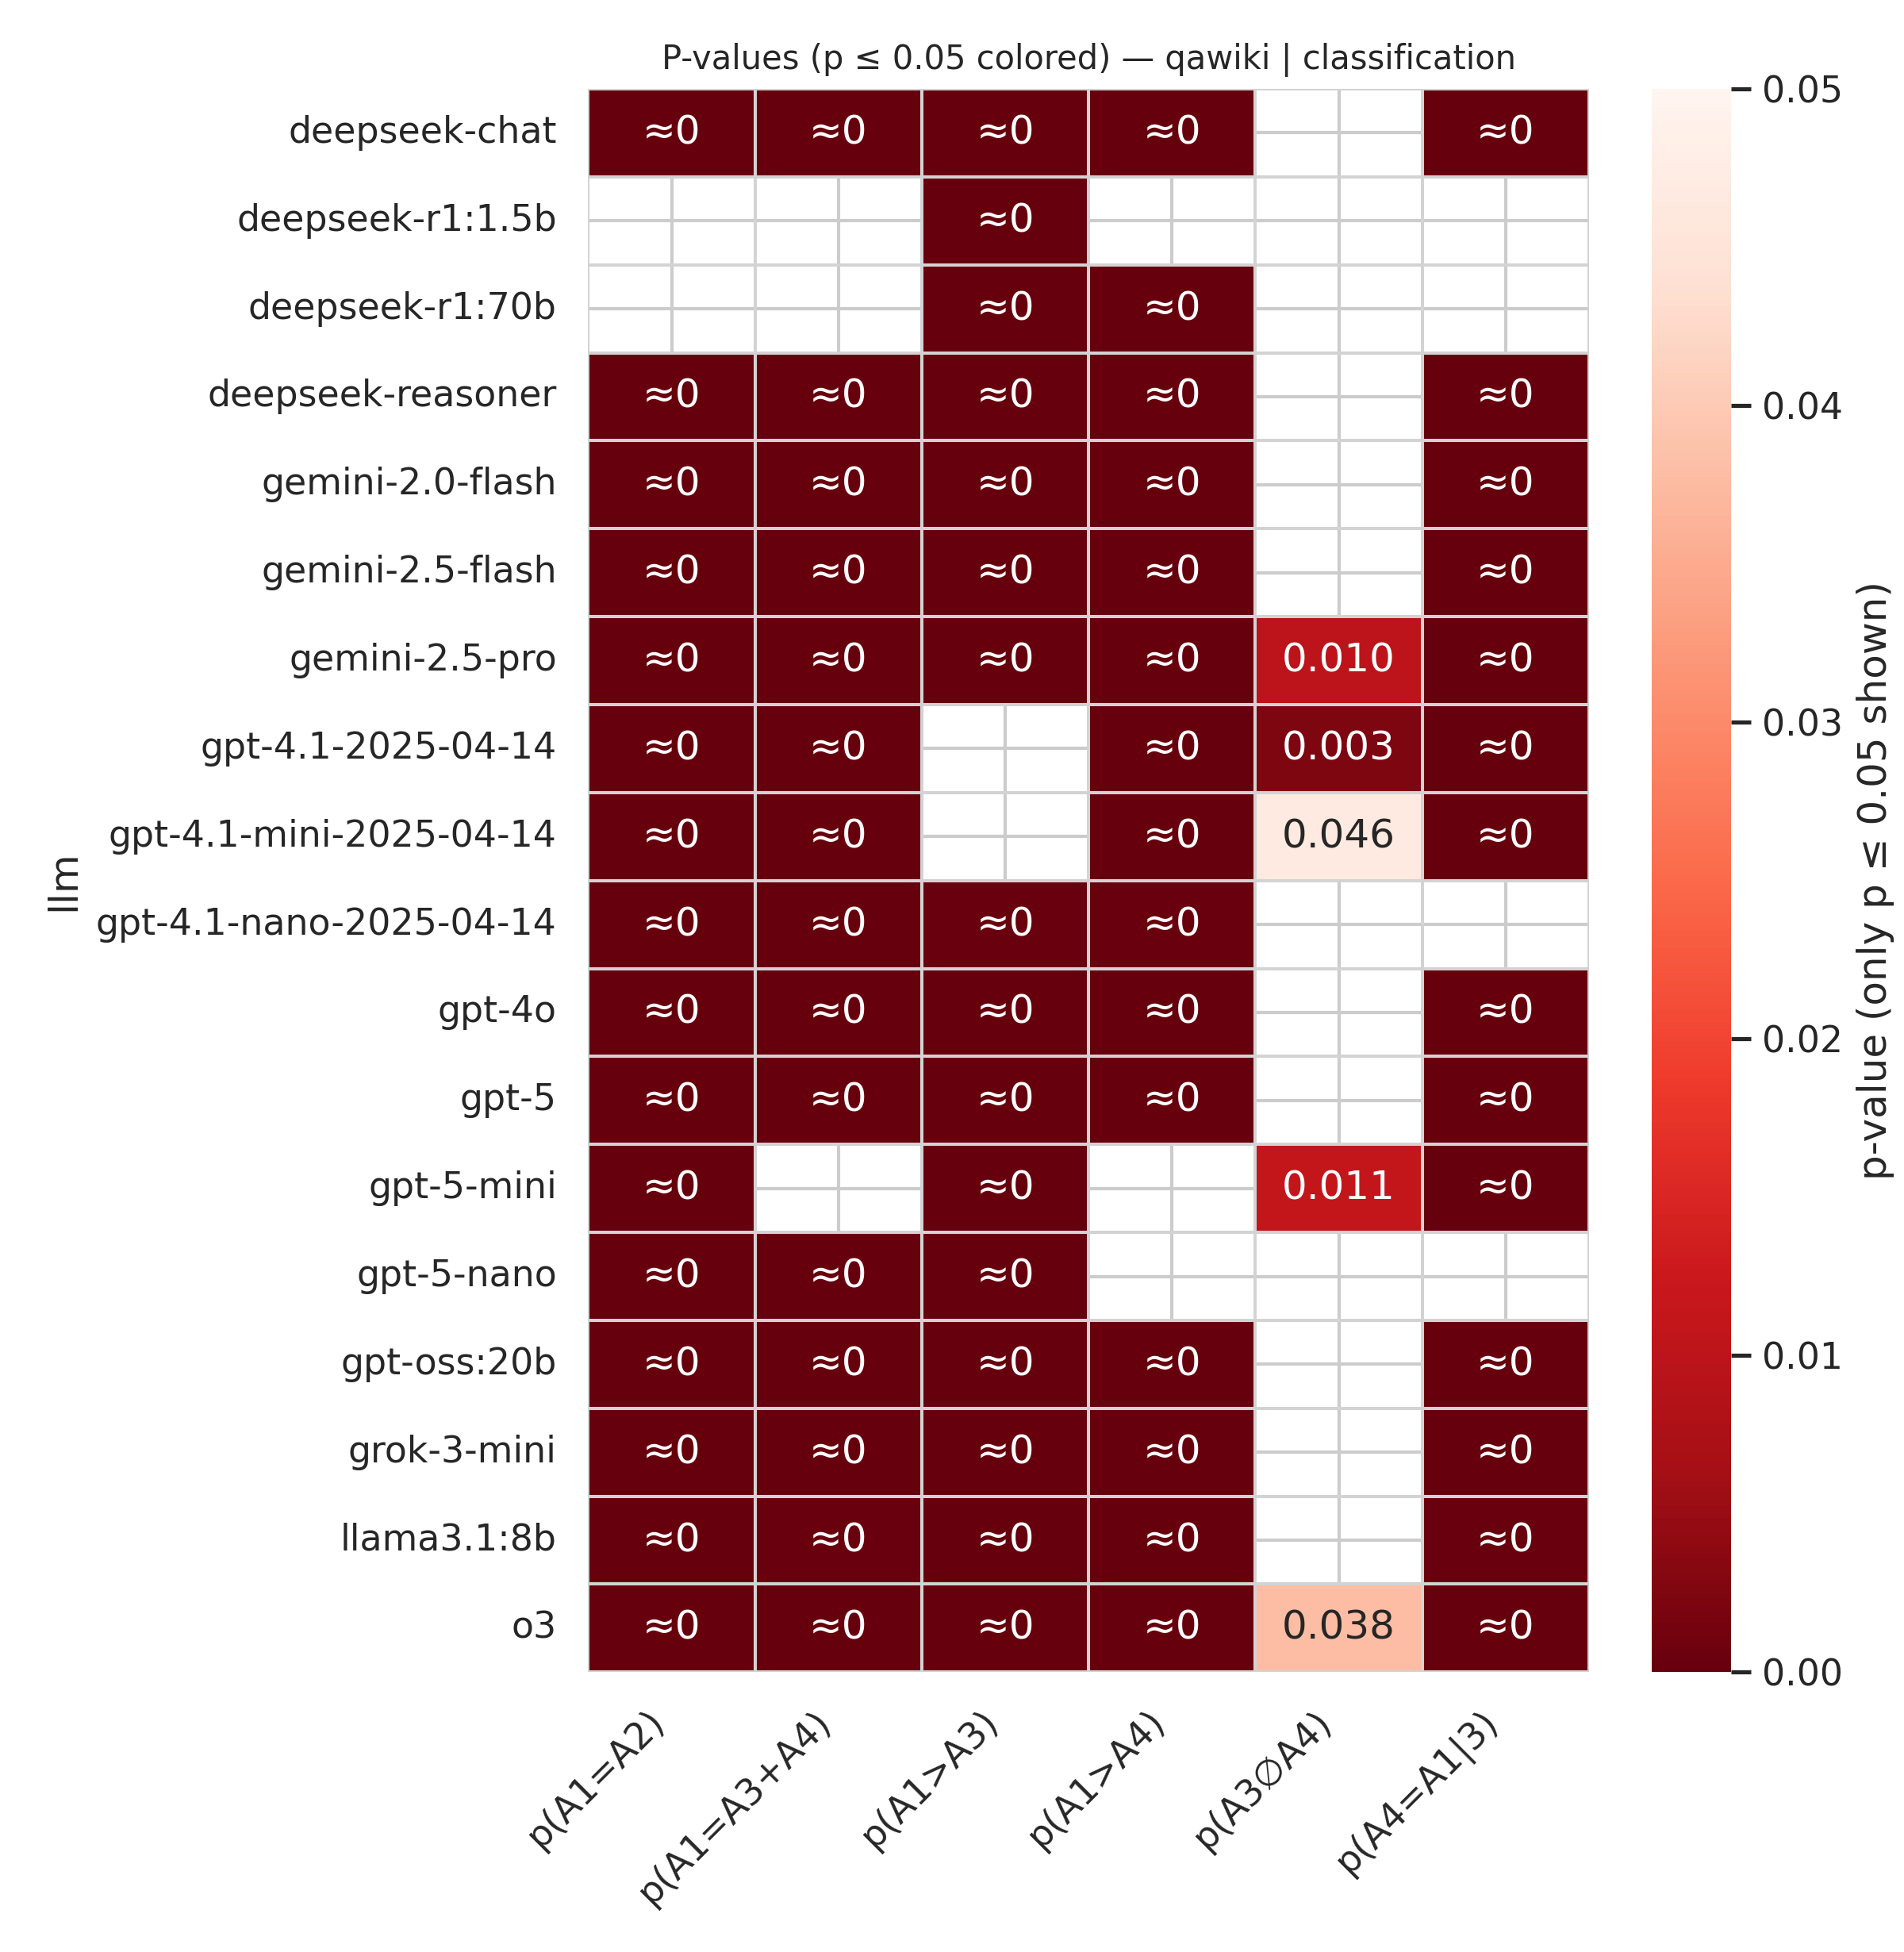 P-values (p ≤ 0.05 colored) — qawiki | classification
deepseek-chat ≈0 ≈0 ≈0 ≈0 ≈0
deepseek-r1:1.5b ≈0
deepseek-r1:70b ≈0 ≈0
deepseek-reasoner ≈0 ≈0 ≈0 ≈0 ≈0
gemini-2.0-flash ≈0 ≈0 ≈0 ≈0 ≈0
gemini-2.5-flash ≈0 ≈0 ≈0 ≈0 ≈0
gemini-2.5-pro ≈0 ≈0 ≈0 ≈0 0.010 ≈0
gpt-4.1-2025-04-14 ≈0 ≈0 ≈0 0.003 ≈0
gpt-4.1-mini-2025-04-14 ≈0 ≈0 ≈0 0.046 ≈0
gpt-4.1-nano-2025-04-14 ≈0 ≈0 ≈0 ≈0
gpt-4o ≈0 ≈0 ≈0 ≈0 ≈0
gpt-5 ≈0 ≈0 ≈0 ≈0 ≈0
gpt-5-mini ≈0 ≈0 0.011 ≈0
gpt-5-nano ≈0 ≈0 ≈0
gpt-oss:20b ≈0 ≈0 ≈0 ≈0 ≈0
grok-3-mini ≈0 ≈0 ≈0 ≈0 ≈0
llama3.1:8b ≈0 ≈0 ≈0 ≈0 ≈0
o3 ≈0 ≈0 ≈0 ≈0 0.038 ≈0
llm
p(A1=A2)
p(A1=A3+A4)
p(A1>A3)
p(A1>A4)
p(A3∅A4)
p(A4=A1|3)
0.05
0.04
0.03
0.02
0.01
0.00
p-value (only p ≤ 0.05 shown)